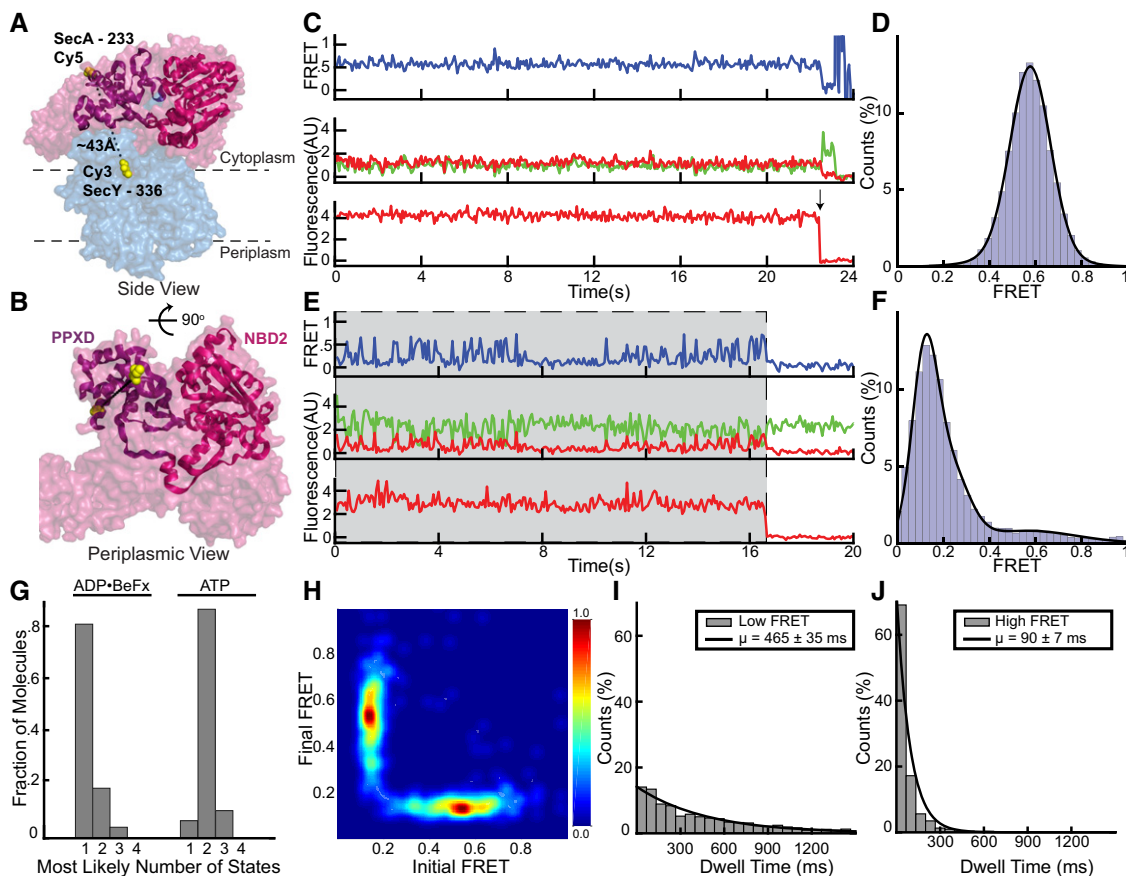 A
SecA - 233
Cy5
~43Å
Cy3
SecY - 336
Cytoplasm
Periplasm
Side View
B
90°
PPXD
NBD2
Periplasmic View
C
FRET
1
.5
0
Fluorescence(AU)
4
2
0
Fluorescence(AU)
4
2
0
0 4 8 12 16 20 24
Time(s)
D
Counts (%)
10
5
0
0 0.2 0.4 0.6 0.8 1
FRET
E
FRET
1
.5
0
Fluorescence(AU)
4
2
0
Fluorescence(AU)
4
2
0
0 4 8 12 16 20
Time(s)
F
Counts (%)
10
5
0
0 0.2 0.4 0.6 0.8 1
FRET
G
ADP•BeFx ATP
Fraction of Molecules
.8
.6
.4
.2
0
1 2 3 4 1 2 3 4
Most Likely Number of States
H
Final FRET
0.8
0.6
0.4
0.2
0.2 0.4 0.6 0.8
Initial FRET
1.0
0.0
I
Low FRET
μ = 465 ± 35 ms
Counts (%)
60
40
20
0
300 600 900 1200
Dwell Time (ms)
J
High FRET
μ = 90 ± 7 ms
Counts (%)
60
40
20
0
300 600 900 1200
Dwell Time (ms)